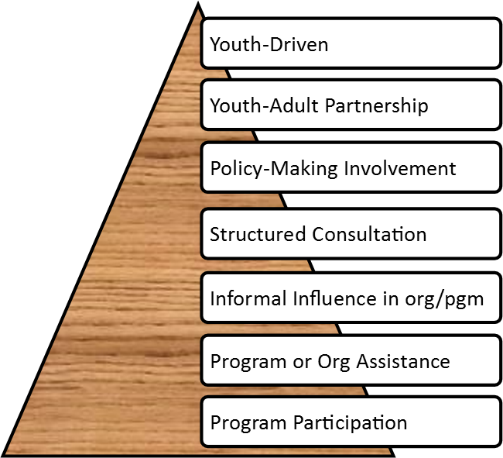 Youth-Driven
Youth-Adult Partnership
Policy-Making Involvement
Structured Consultation
Informal Influence in org/pgm
Program or Org Assistance
Program Participation